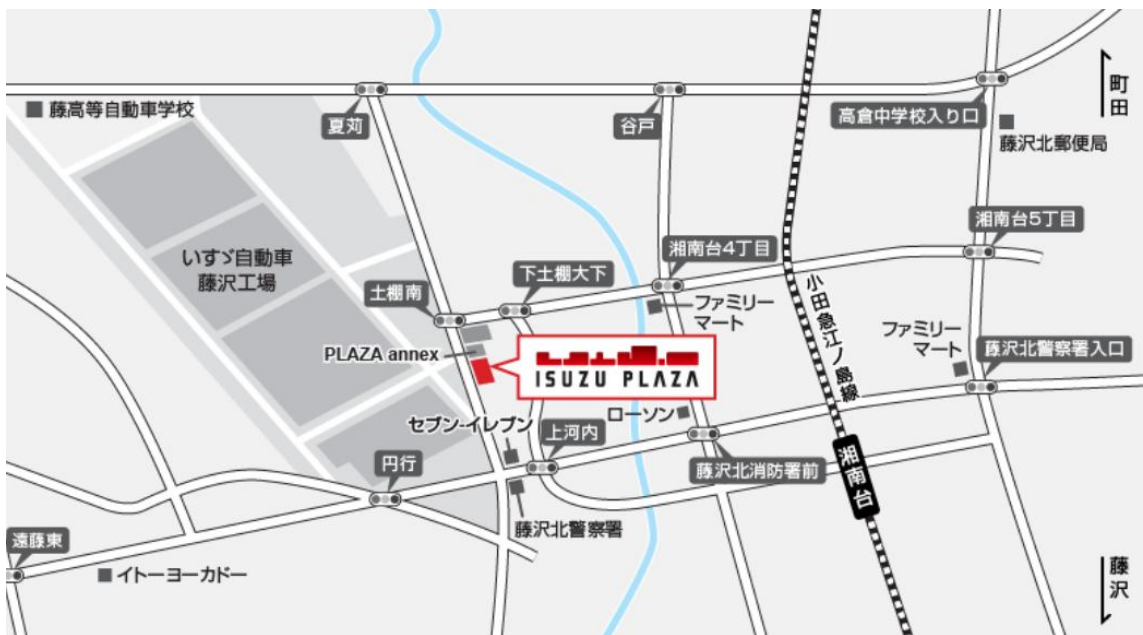 町田
藤高等自動車学校
夏苅
谷戸
高倉中学校入り口
藤沢北郵便局
いすゞ自動車
藤沢工場
湘南台4丁目
湘南台5丁目
下土棚大下
土棚南
ファミリー
マート
小田急江ノ島線
ファミリー
マート
藤沢北警察署入口
PLAZA annex
ISUZU PLAZA
セブン-イレブン
ローソン
上河内
円行
藤沢北消防署前
湘南台
藤沢北警察署
遠藤東
イトーヨーカドー
藤沢